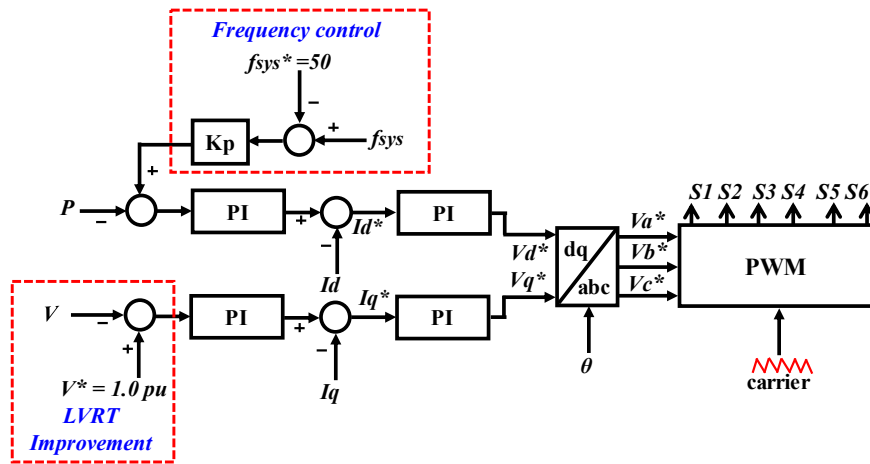 Frequency control
fsys* =50
−
+
Kp
fsys
+
P
−
PI
+
Id*
PI
−
Id
Vd*
Vq*
dq
abc
θ
Va*
Vb*
Vc*
S1 S2 S3 S4 S5 S6
PWM
carrier
V
−
+
PI
+
Iq*
PI
−
Iq
V* = 1.0 pu
LVRT
Improvement